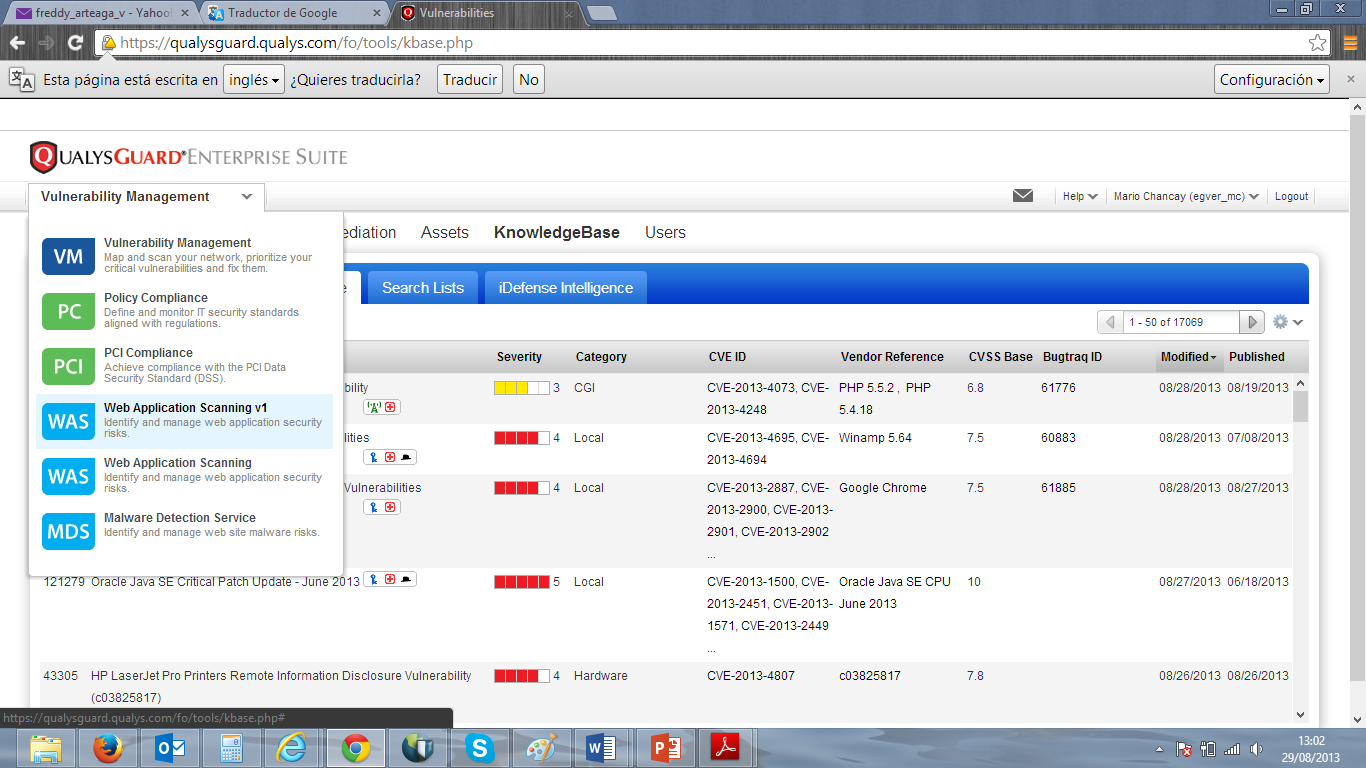 freddy_arteaga_v - Yahoo!
Traductor de Google
Vulnerabilities
https://qualysguard.qualys.com/fo/tools/kbase.php
Esta página está escrita en inglés ¿Quieres traducirla? Traducir No Configuración
QUALYSGUARD® ENTERPRISE SUITE
Vulnerability Management
Help Mario Chancay (egver_mc) Logout
Assets KnowledgeBase Users
Search Lists iDefense Intelligence
1 - 50 of 17069
VM Vulnerability Management
Map and scan your network, prioritize your
critical vulnerabilities and fix them.
PC Policy Compliance
Define and monitor IT security standards
aligned with regulations.
PCI PCI Compliance
Achieve compliance with the PCI Data
Security Standard (DSS).
WAS Web Application Scanning v1
Identify and manage web application security
risks.
WAS Web Application Scanning
Identify and manage web application security
risks.
MDS Malware Detection Service
Identify and manage web site malware risks.
Severity Category CVE ID Vendor Reference CVSS Base Bugtraq ID Modified Published
3 CGI CVE-2013-4073, CVE- PHP 5.5.2 , PHP 6.8 61776 08/28/2013 08/19/2013
2013-4248 5.4.18
4 Local CVE-2013-4695, CVE- Winamp 5.64 7.5 60883 08/28/2013 07/08/2013
2013-4694
Vulnerabilities 4 Local CVE-2013-2887, CVE- Google Chrome 7.5 61885 08/28/2013 08/27/2013
2013-2900, CVE-2013-
2901, CVE-2013-2902
...
121279 Oracle Java SE Critical Patch Update - June 2013 5 Local CVE-2013-1500, CVE- Oracle Java SE CPU 10 08/27/2013 06/18/2013
2013-2451, CVE-2013- June 2013
1571, CVE-2013-2449
...
43305 HP LaserJet Pro Printers Remote Information Disclosure Vulnerability 4 Hardware CVE-2013-4807 c03825817 7.8 08/26/2013 08/26/2013
(c03825817)
https://qualysguard.qualys.com/fo/tools/kbase.php#
13:02
29/08/2013